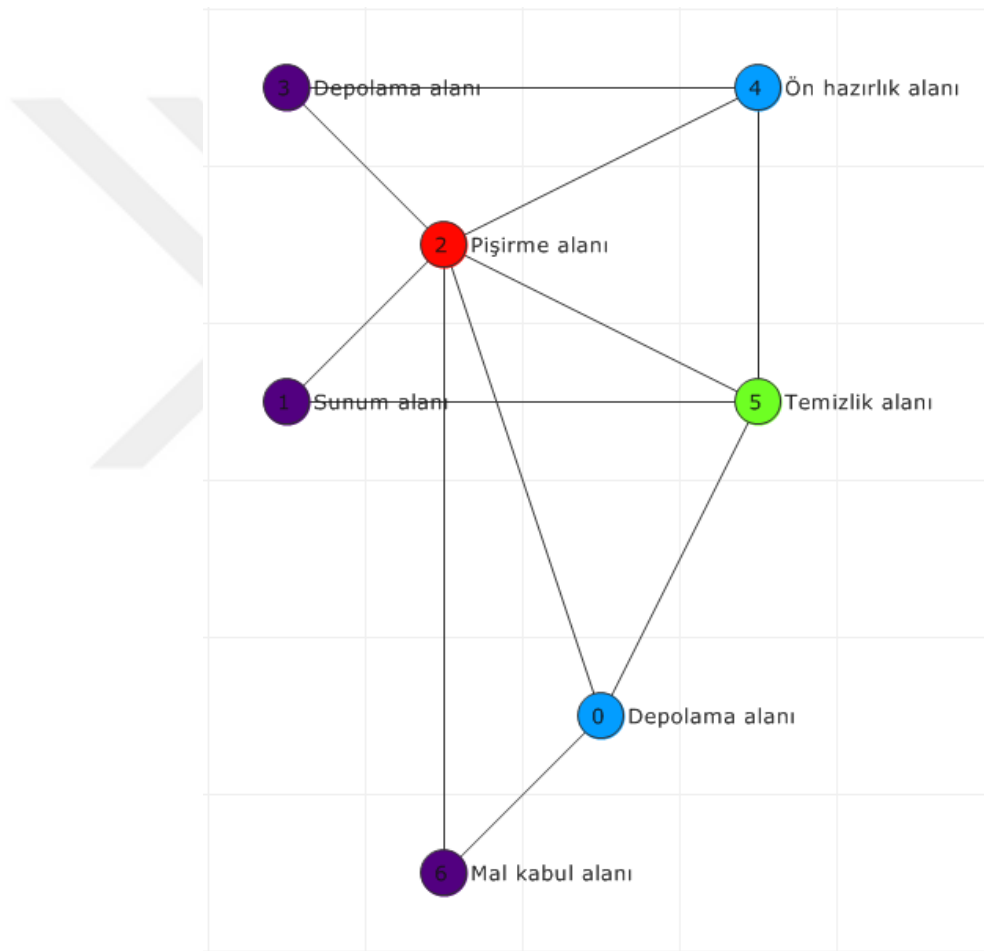 3 Depolama alanı
4 Ön hazırlık alanı
2 Pişirme alanı
1 Sunum alanı
5 Temizlik alanı
0 Depolama alanı
6 Mal kabul alanı